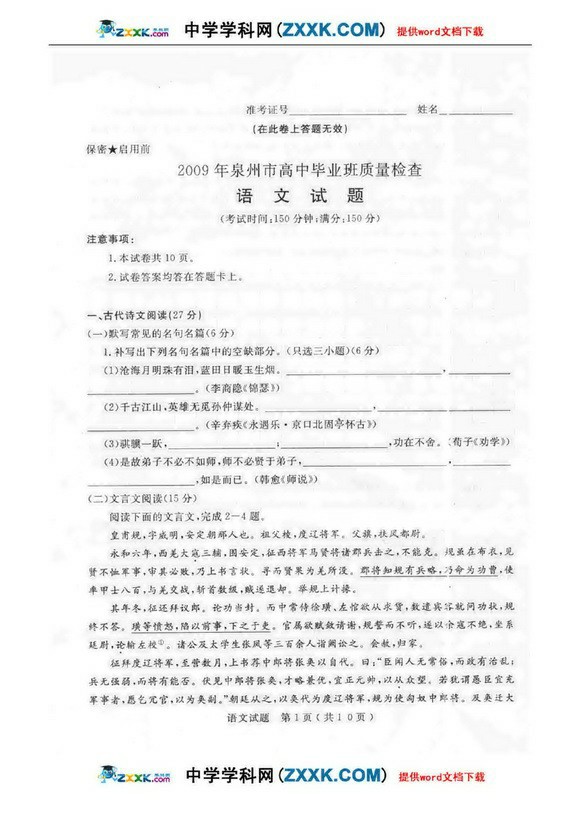 ZXXK.COM 中学学科网(ZXXK.COM) 提供word文档下载
准考证号 姓名
(在此卷上答题无效)
保密★启用前
2009年泉州市高中毕业班质量检查
语 文 试 题
(考试时间:150分钟;满分:150分)
注意事项:
1.本试卷共10页。
2.试卷答案均答在答题卡上。
一、古代诗文阅读(27分)
(一)默写常见的名句名篇(6分)
1.补写出下列名句名篇中的空缺部分。(只选三小题)(6分)
(1)沧海月明珠有泪,蓝田日暖玉生烟。 ,
。(李商隐《锦瑟》)
(2)千古江山,英雄无觅孙仲谋处。 ,
。(辛弃疾《永遇乐·京口北固亭怀古》)
(3)骐骥一跃, ; ,功在不舍。(荀子《劝学》)
(4)是故弟子不必不如师,师不必贤于弟子, ,
,如是而已。(韩愈《师说》)
(二)文言文阅读(15分)
阅读下面的文言文,完成2—4题。
皇甫规,字威明,安定朝那人也。祖父棱,度辽将军。父旗,扶风都尉。
永和六年,西羌大寇三辅,围安定,征西将军马贤将诸郡兵击之,不能克。规虽在布衣,见
贤不恤军事,审其必败,乃上书言状。寻而贤果为羌所没。郡将知规有兵略,乃命为功曹,使
率甲士八百,与羌交战,斩首数级,贼遂退却。举规上计掾。
其年冬,征还拜议郎。论功当封。而中常侍徐璜、左悺欲从求货,数遣宾客就问功状,规
终不答。璜等愤怒,陷以前事,下之于吏。官属欲赋敛请谢,规誓而不听,遂以余寇不绝,坐系
廷尉,论输左校①。诸公及太学生张凤等三百余人诣阙讼之。会赦,归家。
征拜度辽将军,至营数月,上书荐中郎将张奂以自代。曰:“臣闻人无常俗,而政有治乱;
兵无强弱,而将有能否。伏见中郎将张奂,才略兼优,宜正元帅,以从众望。若犹谓愚臣宜充
军事者,愿乞冗官,以为奂副。”朝廷从之,以奂代为度辽将军,规为使匈奴中郎将。及奂迁大
语文试题 第1页(共10页)
ZXXK.COM 中学学科网(ZXXK.COM) 提供word文档下载